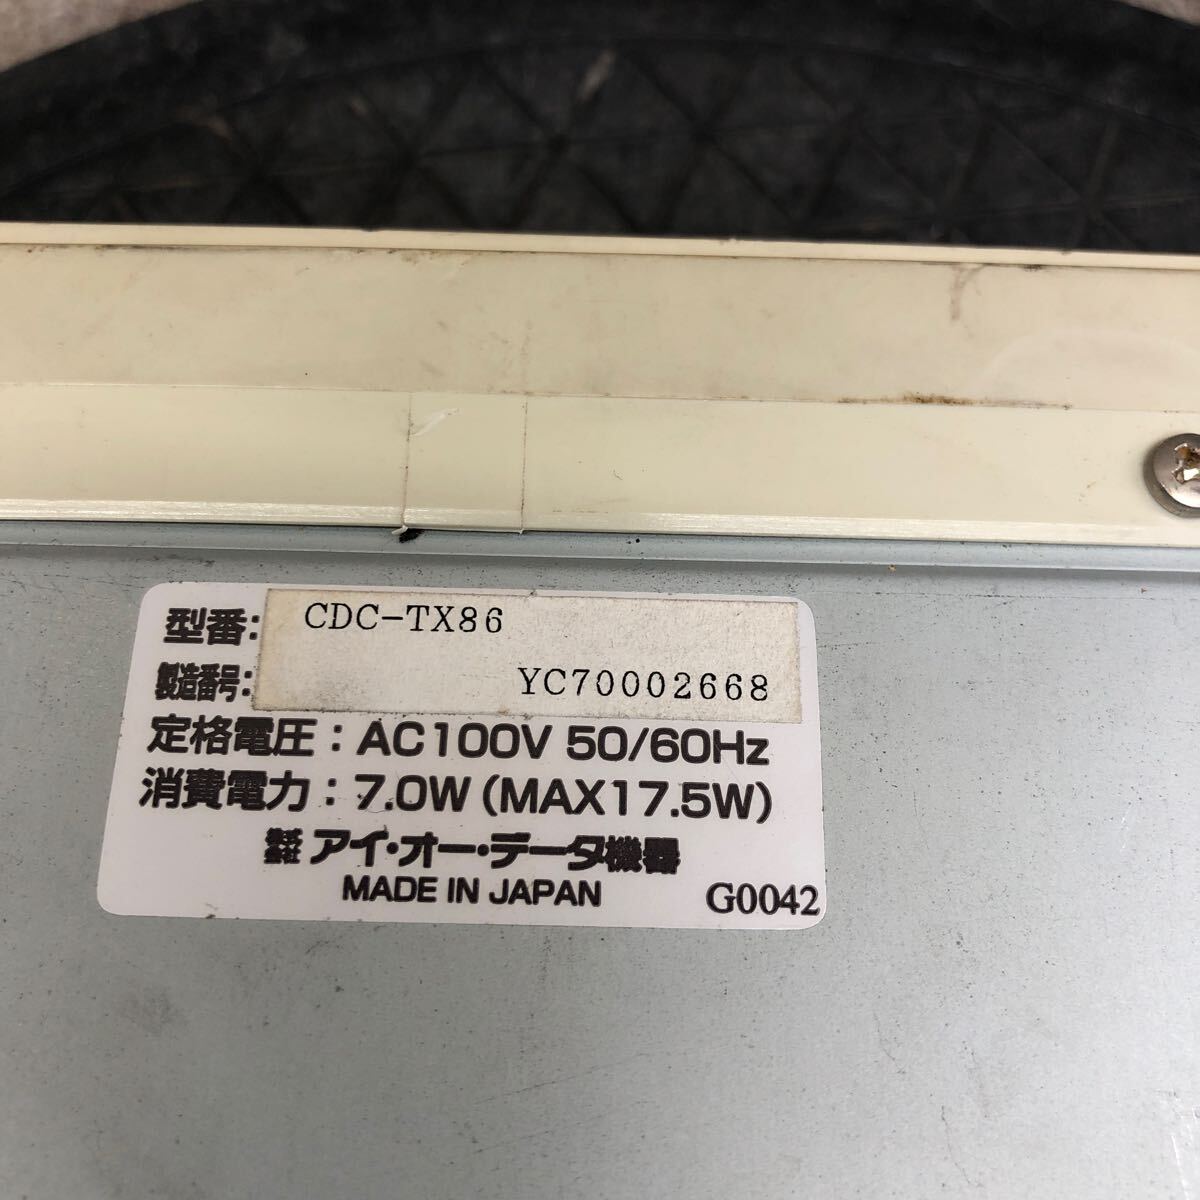 型番: CDC-TX86
製造番号: YC70002668
定格電圧：AC100V 50/60Hz
消費電力：7.0W (MAX17.5W)
株式会社 アイ・オー・データ機器
MADE IN JAPAN G0042